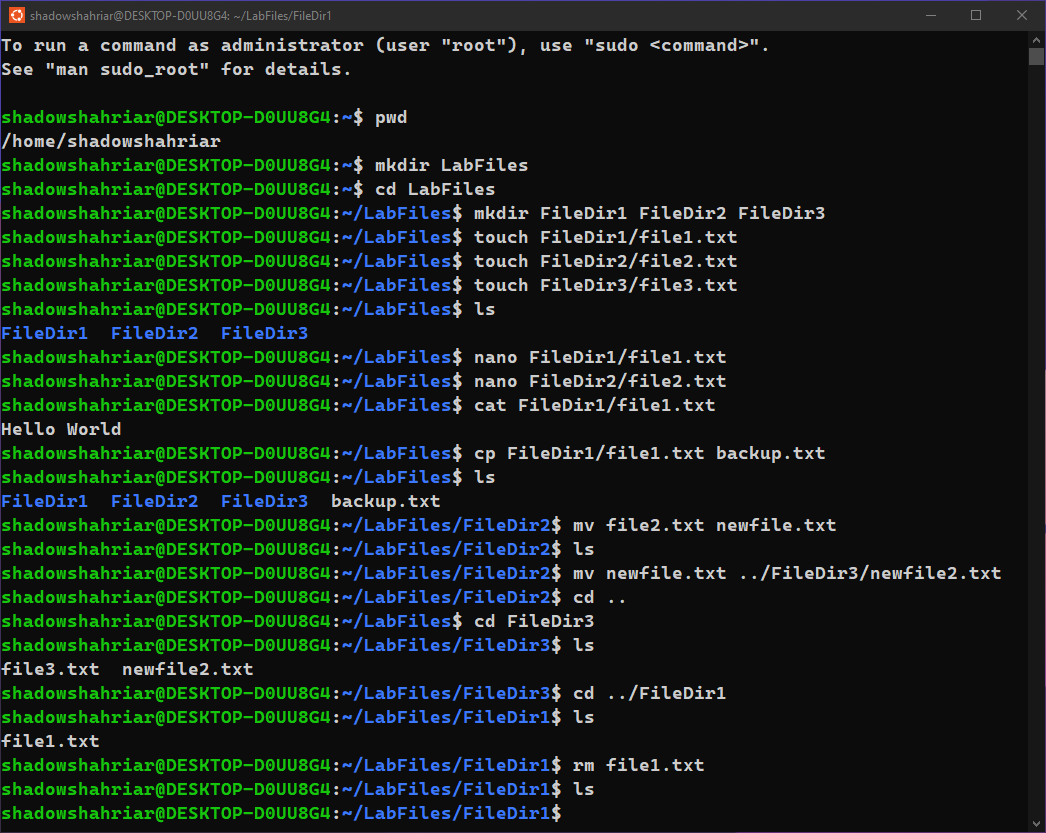 shadowshahriar@DESKTOP-D0UU8G4: ~/LabFiles/FileDir1
To run a command as administrator (user "root"), use "sudo <command>".
See "man sudo_root" for details.
shadowshahriar@DESKTOP-D0UU8G4:~$ pwd
/home/shadowshahriar
shadowshahriar@DESKTOP-D0UU8G4:~$ mkdir LabFiles
shadowshahriar@DESKTOP-D0UU8G4:~$ cd LabFiles
shadowshahriar@DESKTOP-D0UU8G4:~/LabFiles$ mkdir FileDir1 FileDir2 FileDir3
shadowshahriar@DESKTOP-D0UU8G4:~/LabFiles$ touch FileDir1/file1.txt
shadowshahriar@DESKTOP-D0UU8G4:~/LabFiles$ touch FileDir2/file2.txt
shadowshahriar@DESKTOP-D0UU8G4:~/LabFiles$ touch FileDir3/file3.txt
shadowshahriar@DESKTOP-D0UU8G4:~/LabFiles$ ls
FileDir1  FileDir2  FileDir3
shadowshahriar@DESKTOP-D0UU8G4:~/LabFiles$ nano FileDir1/file1.txt
shadowshahriar@DESKTOP-D0UU8G4:~/LabFiles$ nano FileDir2/file2.txt
shadowshahriar@DESKTOP-D0UU8G4:~/LabFiles$ cat FileDir1/file1.txt
Hello World
shadowshahriar@DESKTOP-D0UU8G4:~/LabFiles$ cp FileDir1/file1.txt backup.txt
shadowshahriar@DESKTOP-D0UU8G4:~/LabFiles$ ls
FileDir1  FileDir2  FileDir3  backup.txt
shadowshahriar@DESKTOP-D0UU8G4:~/LabFiles/FileDir2$ mv file2.txt newfile.txt
shadowshahriar@DESKTOP-D0UU8G4:~/LabFiles/FileDir2$ ls
shadowshahriar@DESKTOP-D0UU8G4:~/LabFiles/FileDir2$ mv newfile.txt ../FileDir3/newfile2.txt
shadowshahriar@DESKTOP-D0UU8G4:~/LabFiles/FileDir2$ cd ..
shadowshahriar@DESKTOP-D0UU8G4:~/LabFiles$ cd FileDir3
shadowshahriar@DESKTOP-D0UU8G4:~/LabFiles/FileDir3$ ls
file3.txt  newfile2.txt
shadowshahriar@DESKTOP-D0UU8G4:~/LabFiles/FileDir3$ cd ../FileDir1
shadowshahriar@DESKTOP-D0UU8G4:~/LabFiles/FileDir1$ ls
file1.txt
shadowshahriar@DESKTOP-D0UU8G4:~/LabFiles/FileDir1$ rm file1.txt
shadowshahriar@DESKTOP-D0UU8G4:~/LabFiles/FileDir1$ ls
shadowshahriar@DESKTOP-D0UU8G4:~/LabFiles/FileDir1$